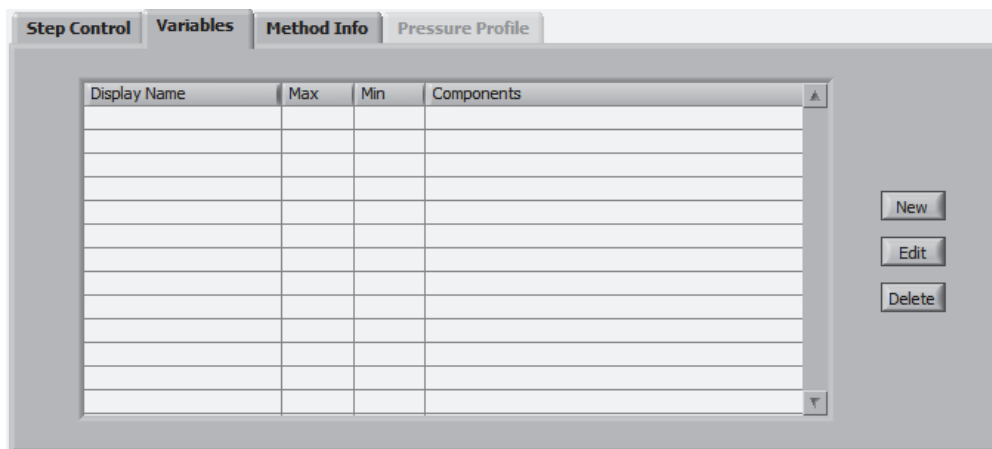 Step Control Variables Method Info Pressure Profile
Display Name Max Min Components
New
Edit
Delete